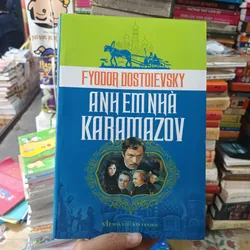 FYODOR DOSTOIEVSKY
ANH EM NHÀ
KARAMAZOV